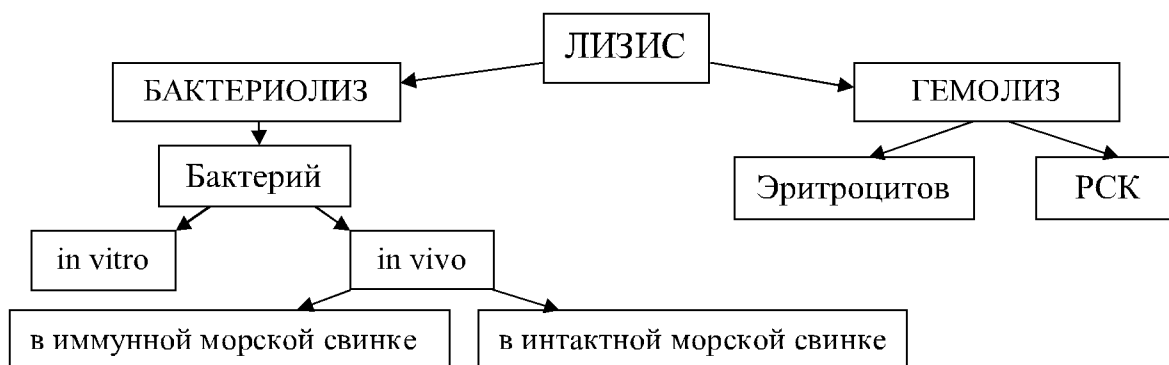 ЛИЗИС
БАКТЕРИОЛИЗ
ГЕМОЛИЗ
Бактерий
Эритроцитов
РСК
in vitro
in vivo
в иммунной морской свинке
в интактной морской свинке